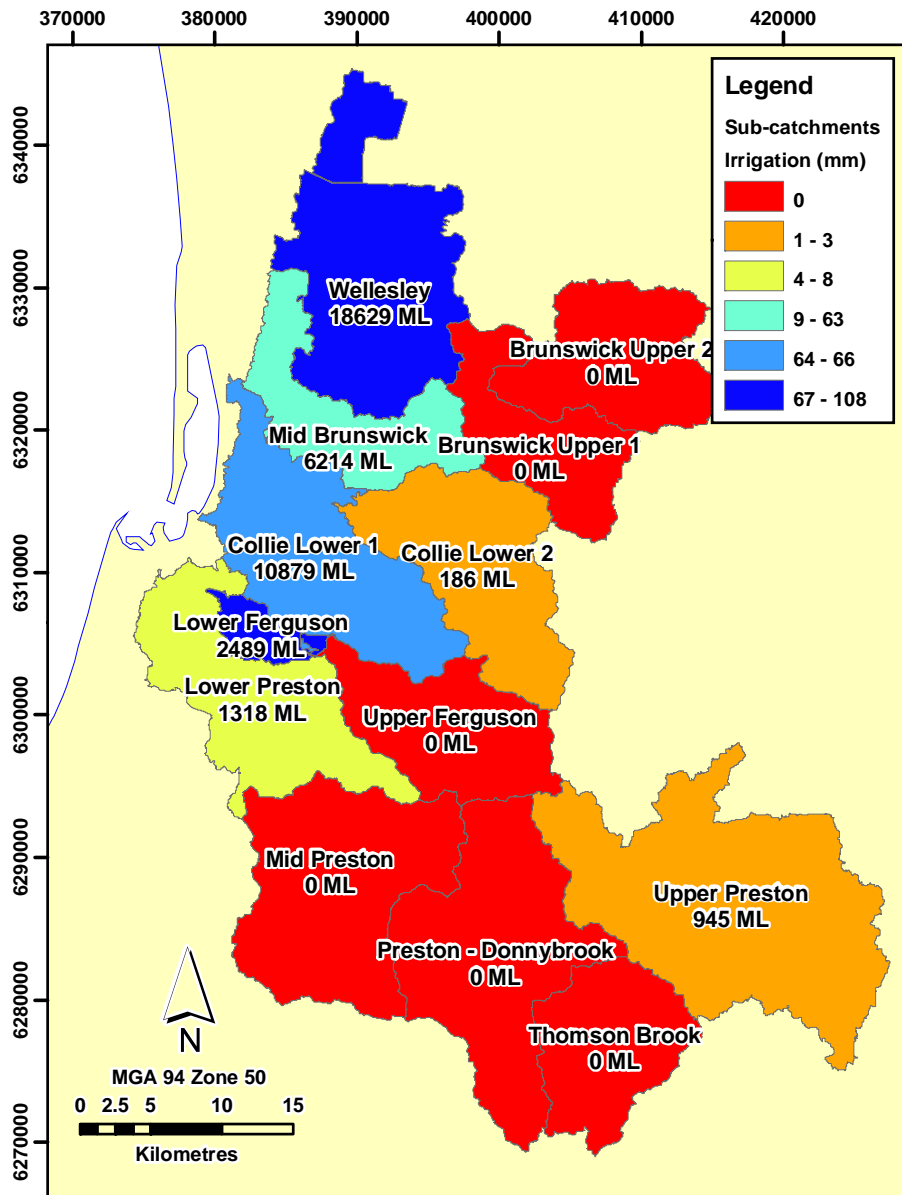 370000 380000 390000 400000 410000 420000
6340000
6330000
6320000
6310000
6300000
6290000
6280000
6270000
Legend
Sub-catchments
Irrigation (mm)
0
1 - 3
4 - 8
9 - 63
64 - 66
67 - 108
Wellesley
18629 ML
Brunswick Upper 2
0 ML
Mid Brunswick
6214 ML
Brunswick Upper 1
0 ML
Collie Lower 1
10879 ML
Collie Lower 2
186 ML
Lower Ferguson
2489 ML
Lower Preston
1318 ML
Upper Ferguson
0 ML
Mid Preston
0 ML
Upper Preston
945 ML
Preston - Donnybrook
0 ML
Thomson Brook
0 ML
N
MGA 94 Zone 50
0 2.5 5 10 15
Kilometres